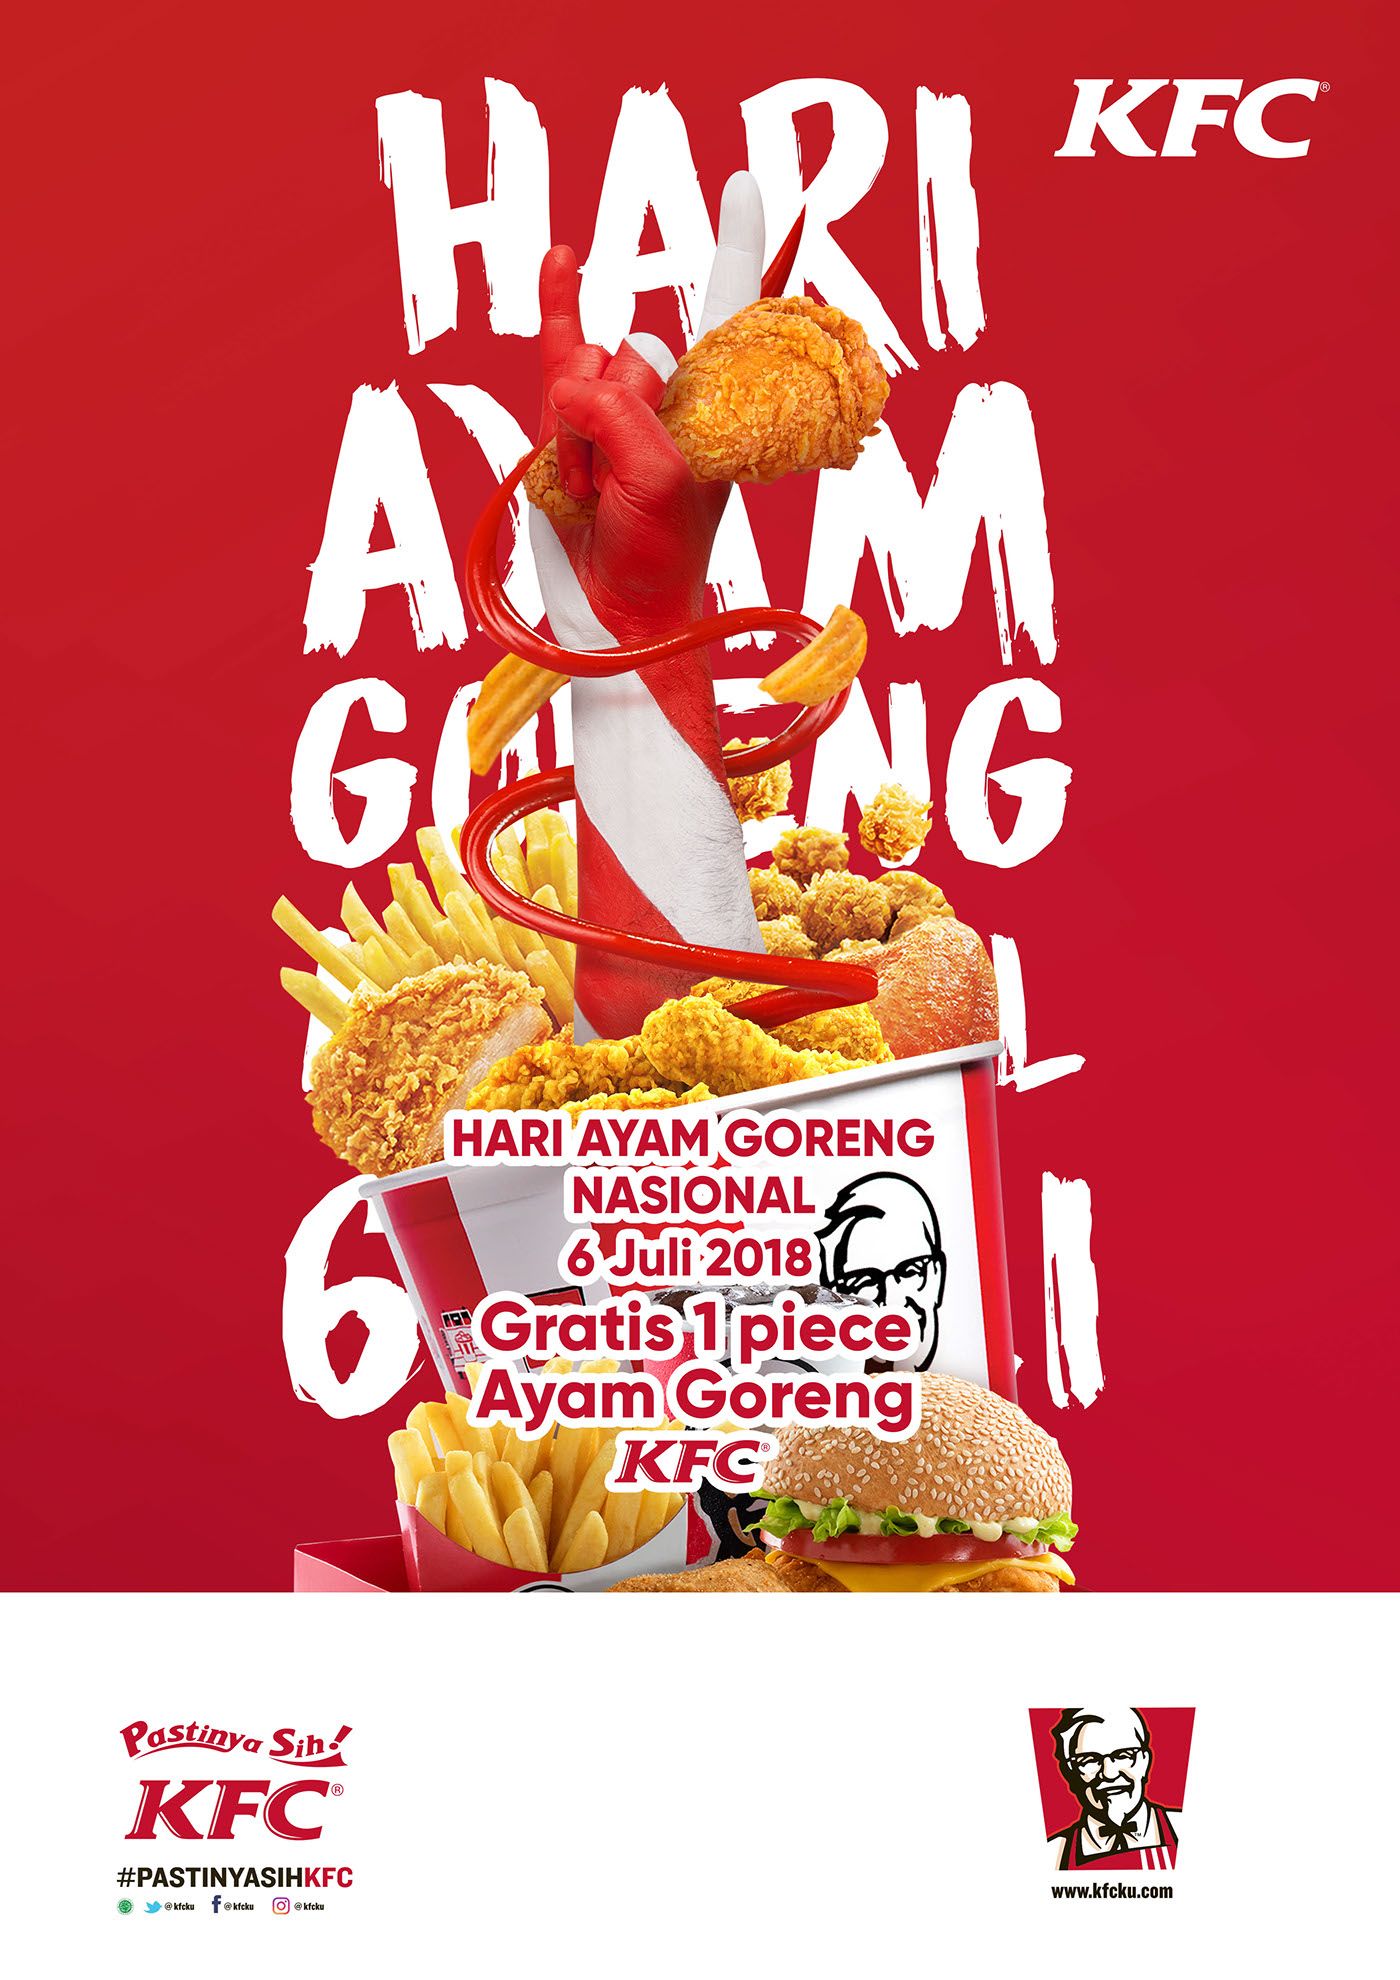 HARI
KFC®
AYAM
GORENG
6
HARI AYAM GORENG
NASIONAL
6 Juli 2018
Gratis 1 piece
Ayam Goreng
KFC®
Pastinya Sih!
KFC®
#PASTINYASIHKFC
@kfcku @kfcku @kfcku
www.kfcku.com